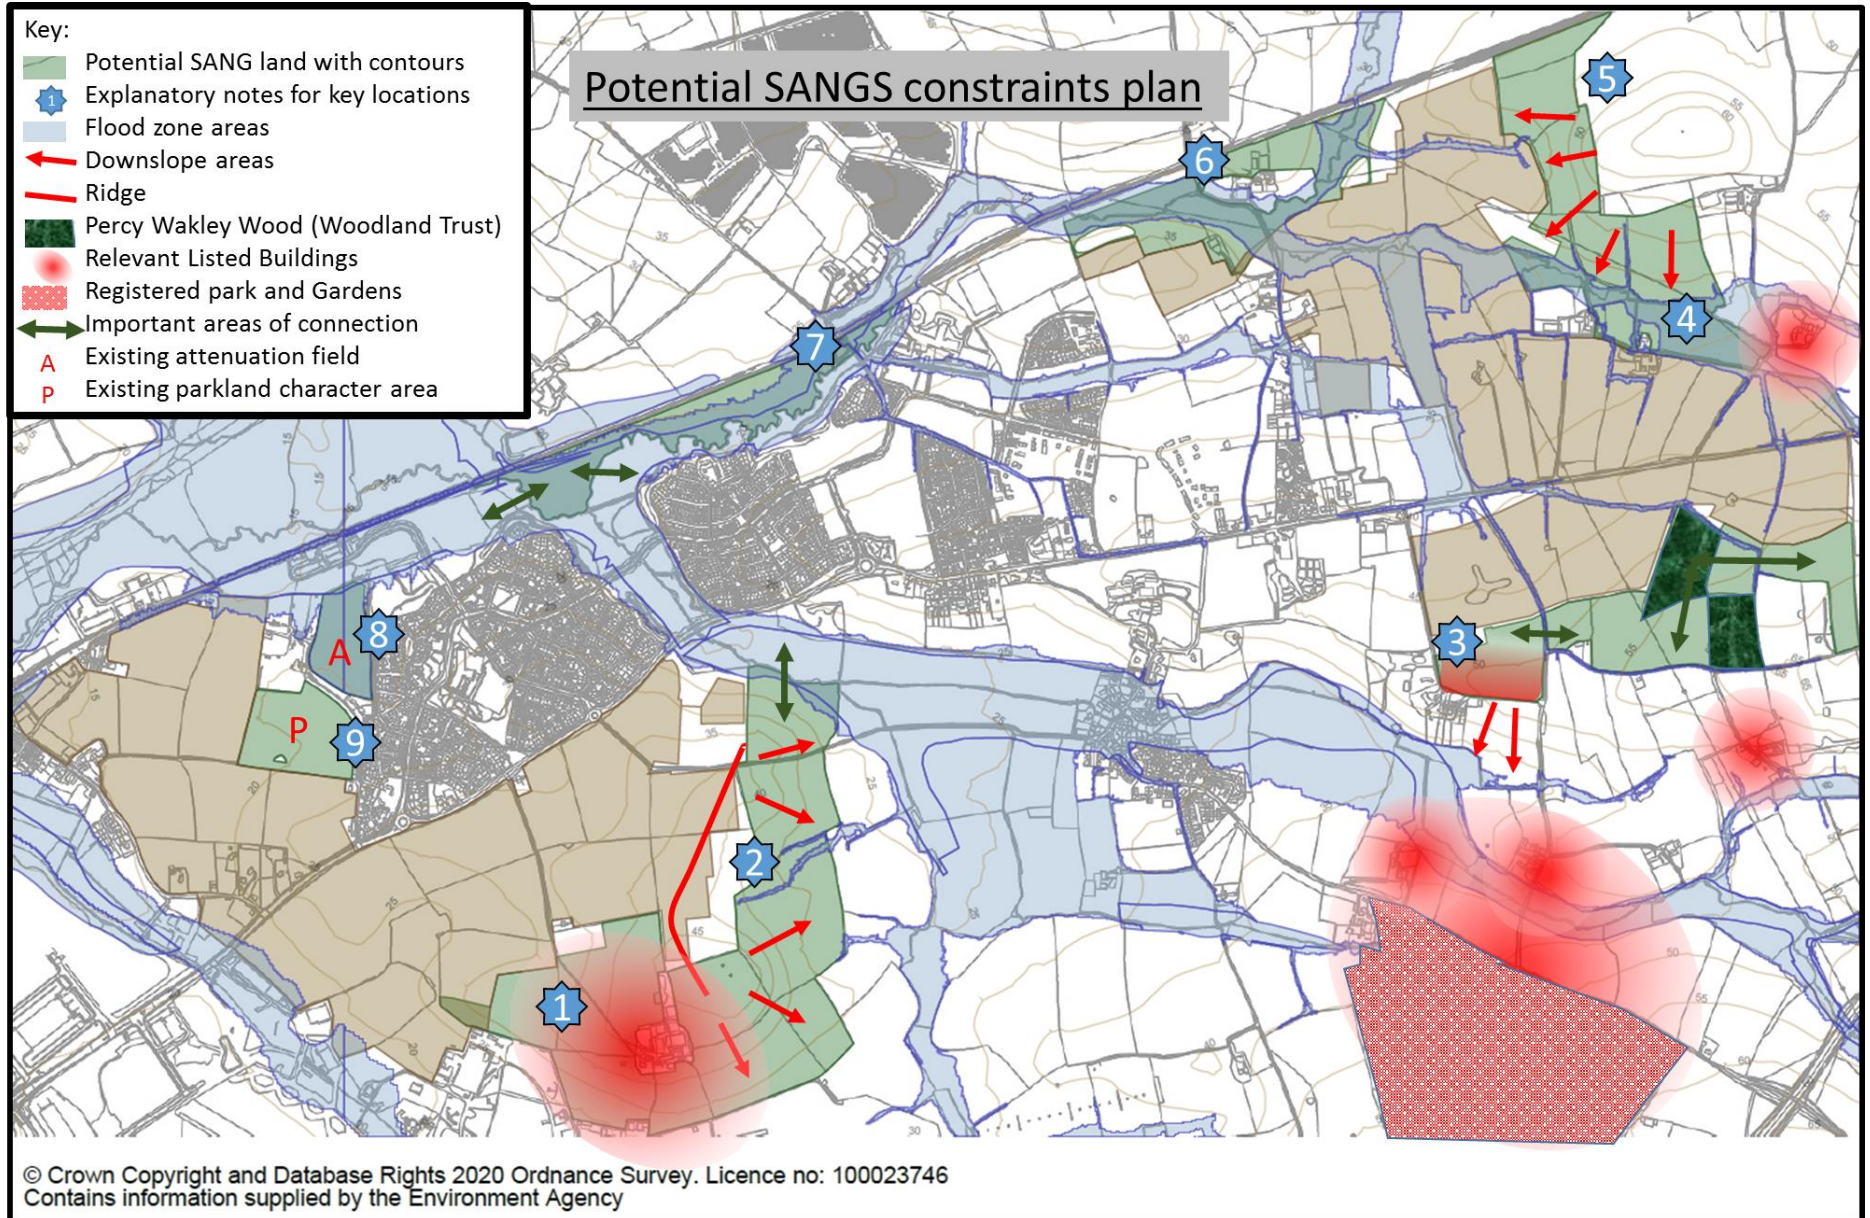 Key:
Potential SANG land with contours
1
Explanatory notes for key locations
Flood zone areas
Downslope areas
Ridge
Percy Wakley Wood (Woodland Trust)
Relevant Listed Buildings
Registered park and Gardens
Important areas of connection
A
Existing attenuation field
P
Existing parkland character area
Potential SANGS constraints plan
5
6
4
7
3
8
A
P
9
2
1
© Crown Copyright and Database Rights 2020 Ordnance Survey. Licence no: 100023746
Contains information supplied by the Environment Agency